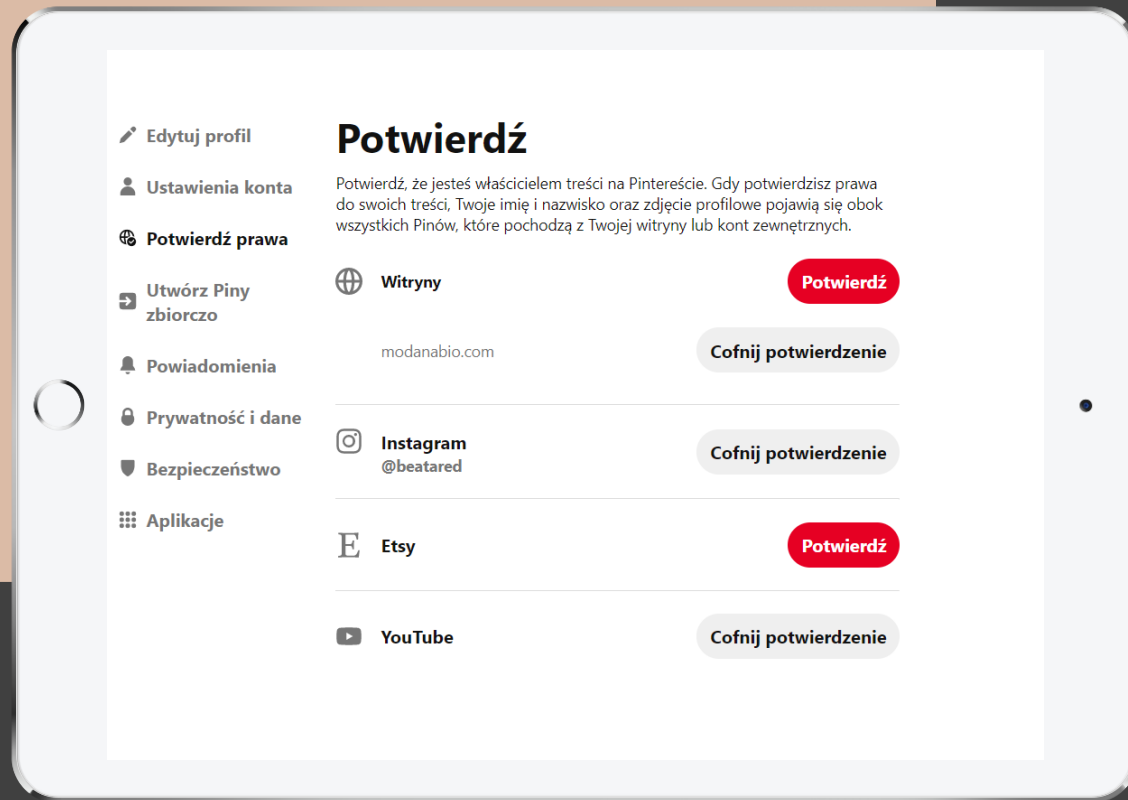 Edytuj profil
Ustawienia konta
Potwierdź prawa
Utwórz Piny
zbiorczo
Powiadomienia
Prywatność i dane
Bezpieczeństwo
Aplikacje
Potwierdź
Potwierdź, że jesteś właścicielem treści na Pintereście. Gdy potwierdzisz prawa
do swoich treści, Twoje imię i nazwisko oraz zdjęcie profilowe pojawią się obok
wszystkich Pinów, które pochodzą z Twojej witryny lub kont zewnętrznych.
Witryny Potwierdź
modanabio.com Cofnij potwierdzenie
Instagram
@beatared Cofnij potwierdzenie
E Etsy Potwierdź
YouTube Cofnij potwierdzenie